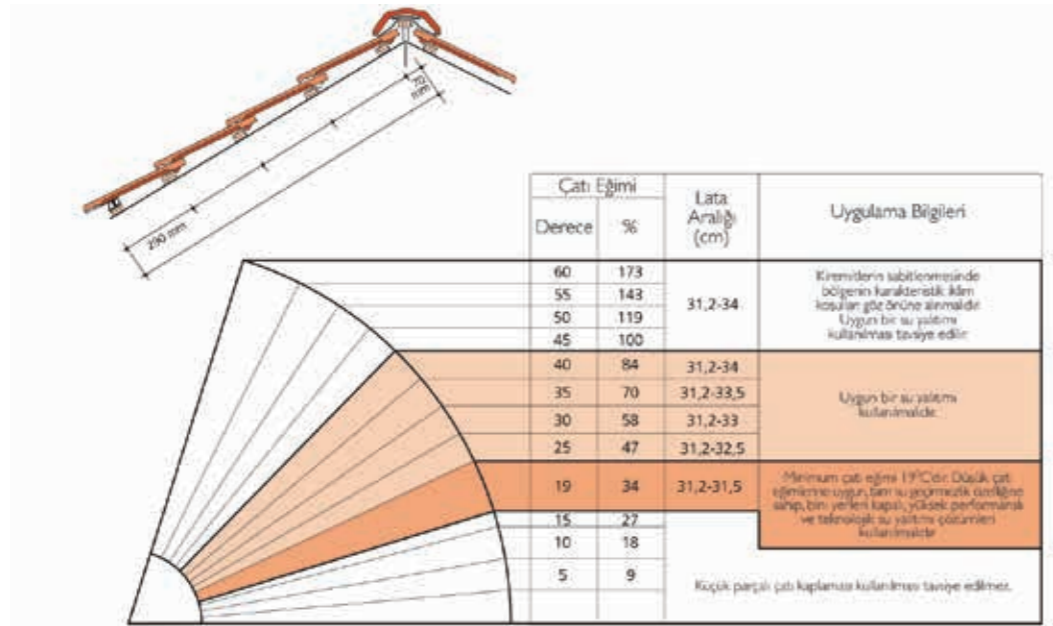 70
mm
290 mm
Çatı Eğimi
Derece
%
Lata
Aralığı
(cm)
Uygulama Bilgileri
60 173
55 143
50 119
45 100
31,2-34
Kiremitlerin sabitlenmesinde
bölgenin karakteristik iklim
koşulları göz önüne alınmalıdır.
Uygun bir su yalıtımı
kullanılması tavsiye edilir.
40 84 31,2-34
35 70 31,2-33,5
30 58 31,2-33
25 47 31,2-32,5
Uygun bir su yalıtımı
kullanılmalıdır.
19 34 31,2-31,5
Minimum çatı eğimi 19°C'dir. Düşük çatı
eğimlerine uygun, tam su geçirmezlik özelliğine
sahip, bini yerleri kapalı, yüksek performanslı
ve teknolojik su yalıtımı çözümleri
kullanılmalıdır.
15 27
10 18
5 9
Küçük parçalı çatı kaplaması kullanılması tavsiye edilmez.